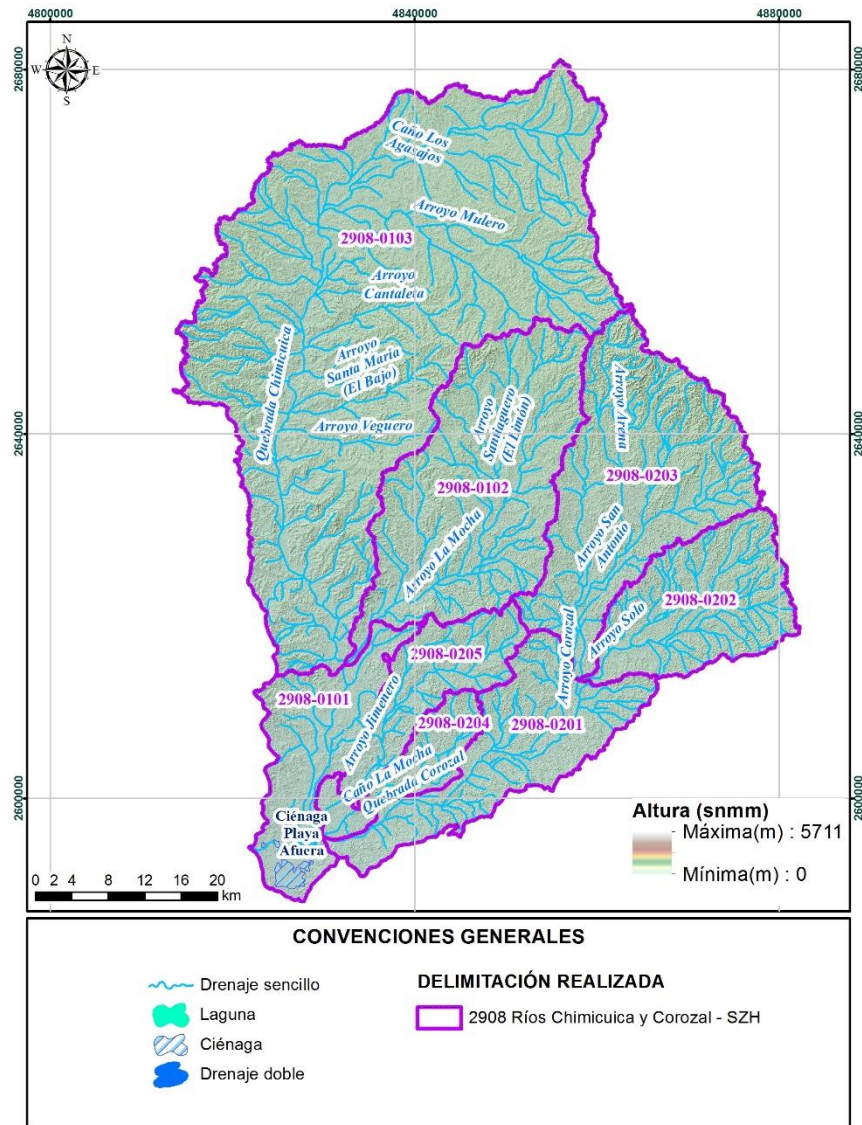 4800000
4840000
4880000
2680000
2680000
N
W
E
S
Caño Los
Agasajos
Arroyo Mulero
2908-0103
Arroyo
Cantaleta
Quebrada Chimicuica
Arroyo
Santa Maria
(El Bajo)
Arroyo
Santiaguero
(El Limón)
Arroyo Arena
Arroyo Veguero
2640000
2640000
2908-0102
2908-0203
Arroyo La Mocha
Arroyo San
Antonio
2908-0202
Arroyo Solo
Arroyo Corozal
2908-0205
2908-0101
Arroyo Jimenero
2908-0204
2908-0201
Caño La Mocha
Quebrada Corozal
2600000
2600000
Ciénaga
Playa
Afuera
Altura (snmm)
Máxima(m) : 5711
Mínima(m) : 0
0 2 4 8 12 16 20
km
CONVENCIONES GENERALES
Drenaje sencillo
Laguna
Ciénaga
Drenaje doble
DELIMITACIÓN REALIZADA
2908 Ríos Chimicuica y Corozal - SZH